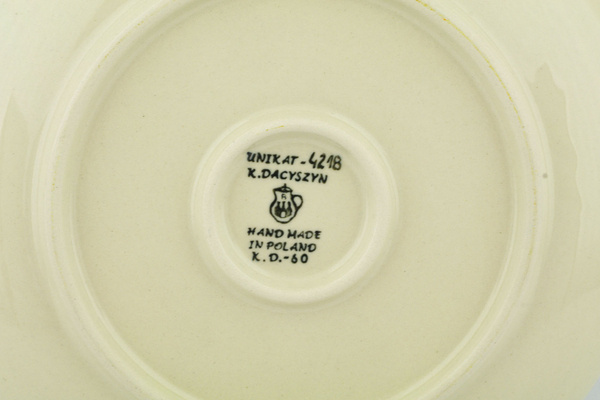 UNIKAT-4218
K.DACYSZYN
HAND MADE
IN POLAND
K.D.-60